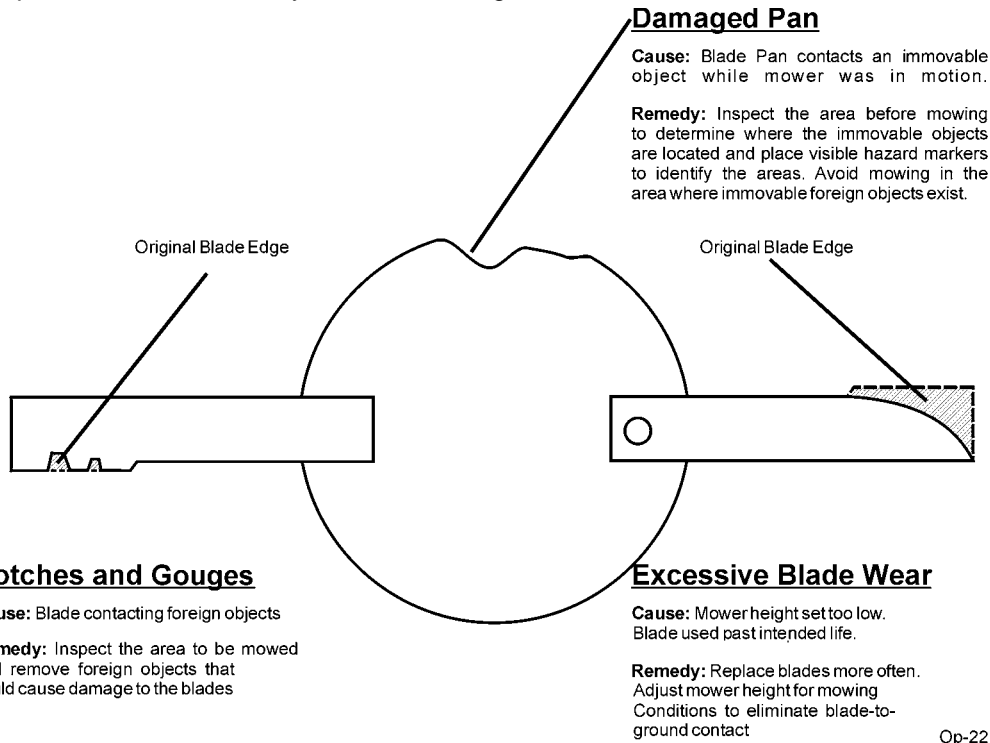 Damaged Pan
Cause: Blade Pan contacts an immovable
object while mower was in motion.
Remedy: Inspect the area before mowing
to determine where the immovable objects
are located and place visible hazard markers
to identify the areas. Avoid mowing in the
area where immovable foreign objects exist.
Original Blade Edge
Original Blade Edge
otches and Gouges
use: Blade contacting foreign objects
medy: Inspect the area to be mowed
remove foreign objects that
uld cause damage to the blades
Excessive Blade Wear
Cause: Mower height set too low.
Blade used past intended life.
Remedy: Replace blades more often.
Adjust mower height for mowing
Conditions to eliminate blade-to-
ground contact
Op-22